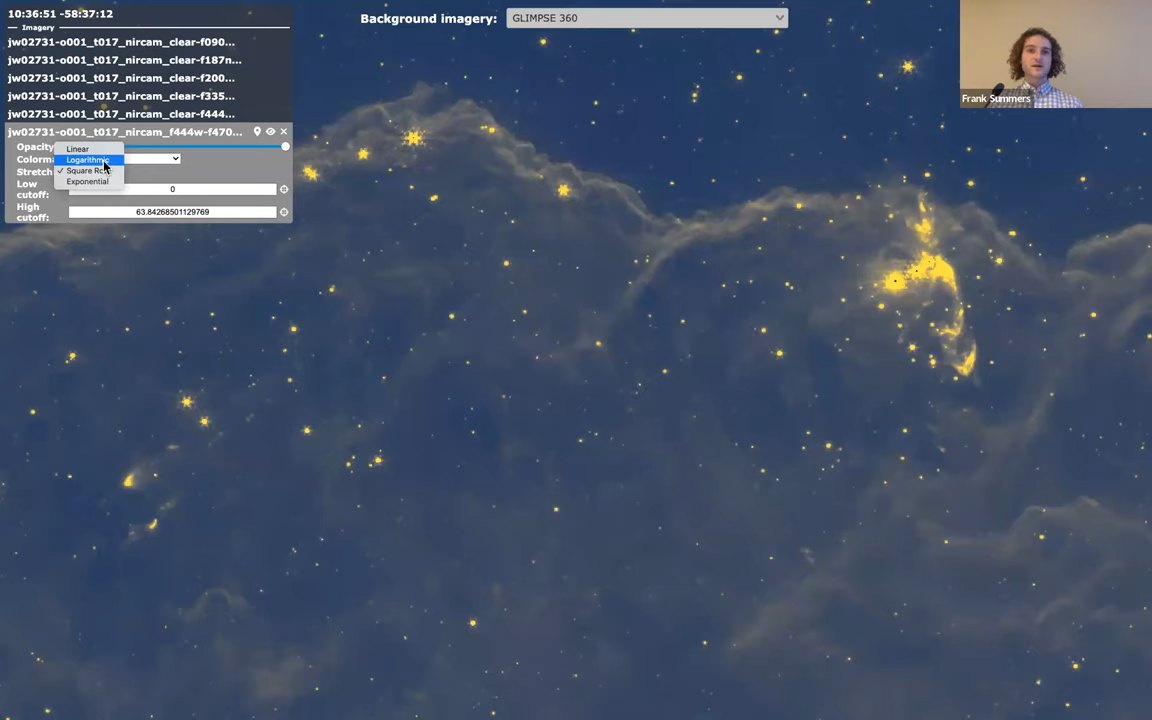 10:36:51 -58:37:12
Background imagery:
GLIMPSE 360
Imagery
jw02731-o001_t017_nircam_clear-f090...
jw02731-o001_t017_nircam_clear-f187n...
jw02731-o001_t017_nircam_clear-f200...
jw02731-o001_t017_nircam_clear-f335...
jw02731-o001_t017_nircam_clear-f444...
jw02731-o001_t017_nircam_f444w-f470...
Opacity
Linear
Colorma
Logarithmic
Stretch
✓ Square Ro
Exponential
Low cutoff:
0
High cutoff:
63.84268501129769
Frank Summers